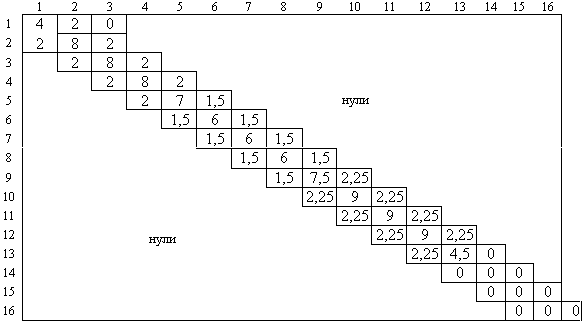 1 2 3 4 5 6 7 8 9 10 11 12 13 14 15 16
1 4 2 0
2 2 8 2
3 2 8 2
4 2 8 2
5 2 7 1,5 нули
6 1,5 6 1,5
7 1,5 6 1,5
8 1,5 6 1,5
9 1,5 7,5 2,25
10 2,25 9 2,25
11 2,25 9 2,25
12 нули 2,25 9 2,25
13 2,25 4,5 0
14 0 0 0
15 0 0 0
16 0 0 0